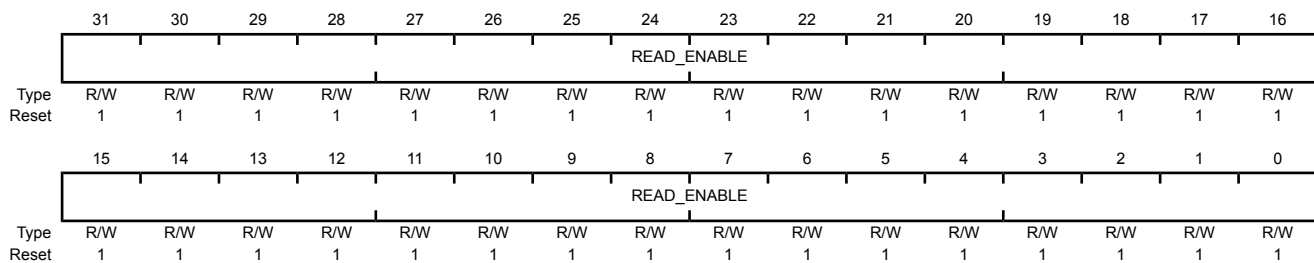 31 30 29 28 27 26 25 24 23 22 21 20 19 18 17 16
READ_ENABLE
Type R/W R/W R/W R/W R/W R/W R/W R/W R/W R/W R/W R/W R/W R/W R/W R/W
Reset 1 1 1 1 1 1 1 1 1 1 1 1 1 1 1 1
15 14 13 12 11 10 9 8 7 6 5 4 3 2 1 0
READ_ENABLE
Type R/W R/W R/W R/W R/W R/W R/W R/W R/W R/W R/W R/W R/W R/W R/W R/W
Reset 1 1 1 1 1 1 1 1 1 1 1 1 1 1 1 1